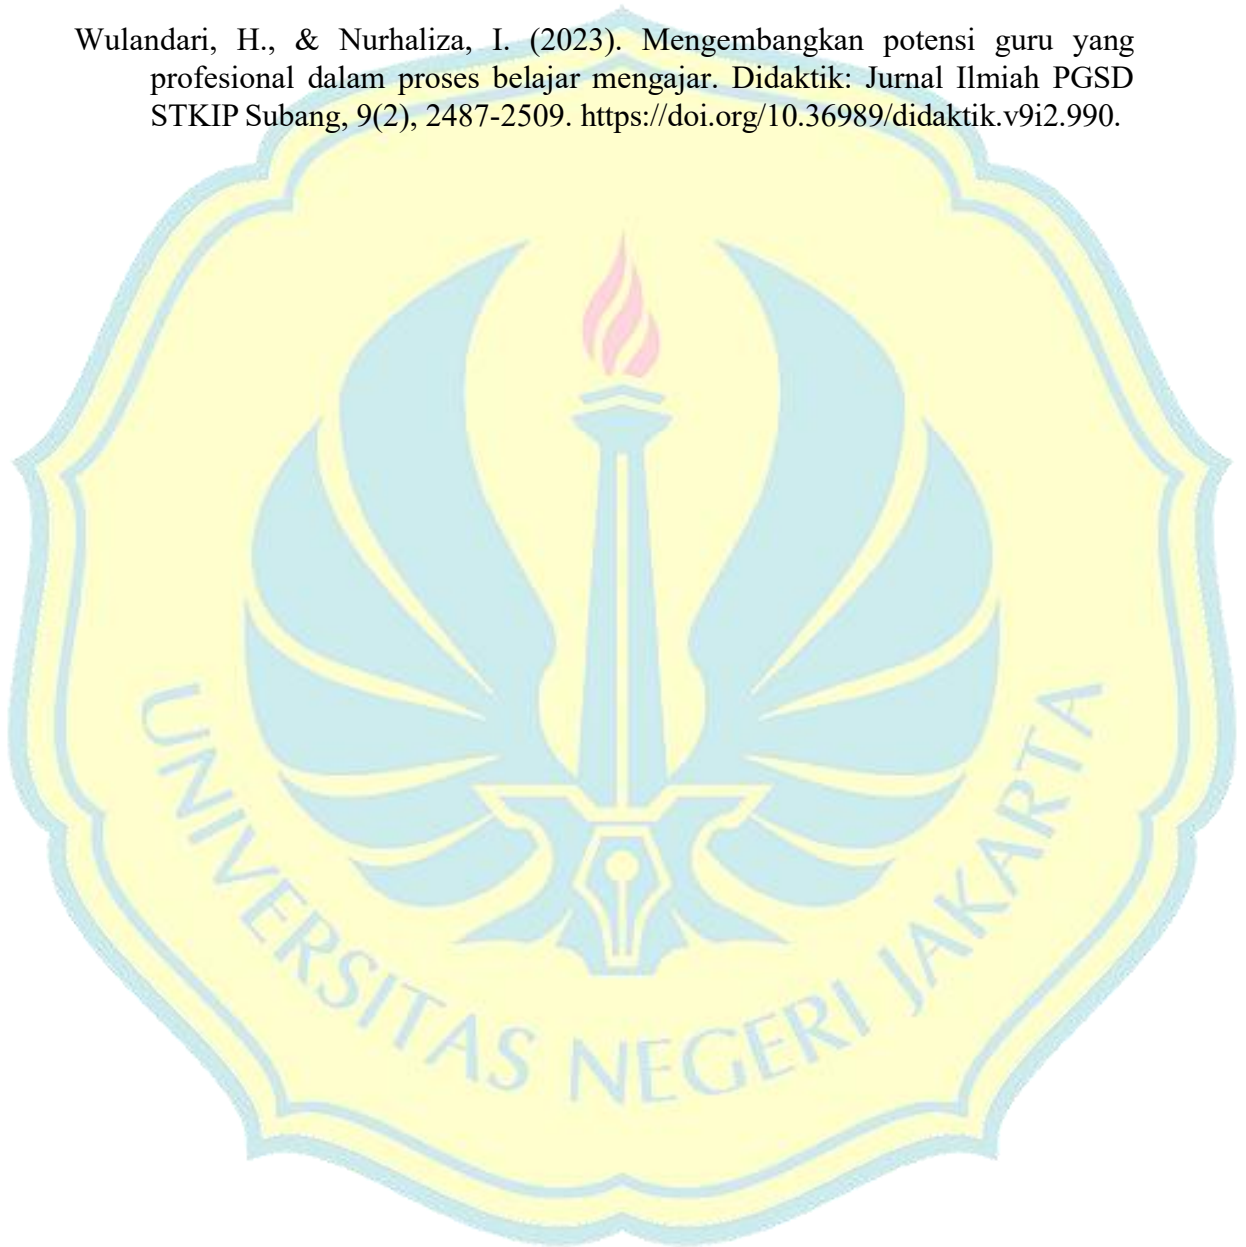 Wulandari, H., & Nurhaliza, I. (2023). Mengembangkan potensi guru yang
profesional dalam proses belajar mengajar. Didaktik: Jurnal Ilmiah PGSD
STKIP Subang, 9(2), 2487-2509. https://doi.org/10.36989/didaktik.v9i2.990.
UNIVERSITAS NEGERI JAKARTA